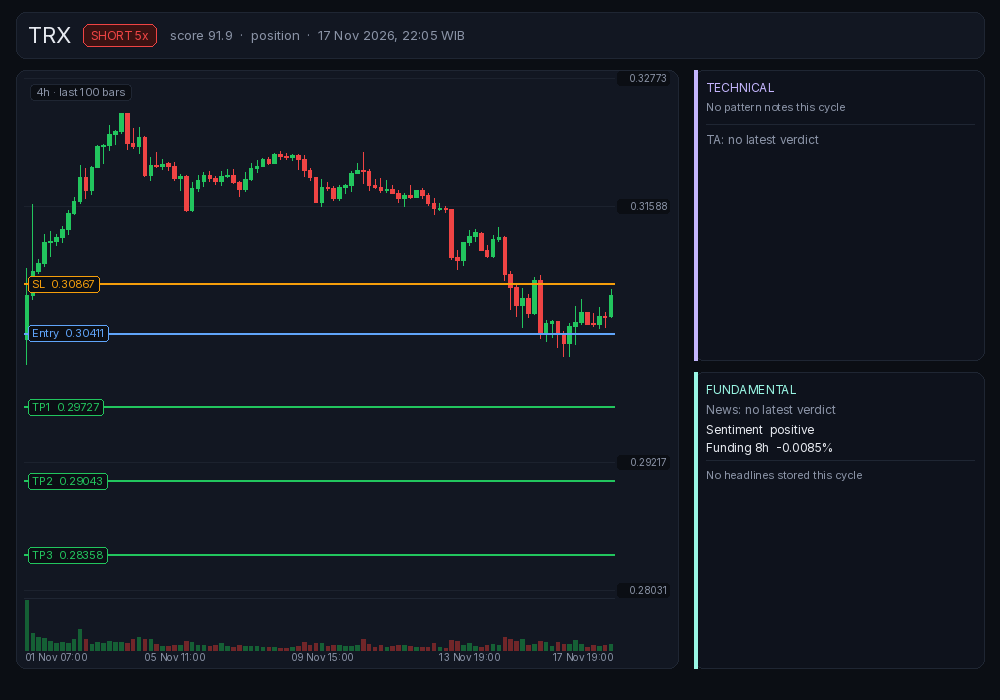 TRX SHORT 5x score 91.9 · position · 17 Nov 2026, 22:05 WIB
4h · last 100 bars
0.32773
0.31588
SL 0.30867
Entry 0.30411
TP1 0.29727
0.29217
TP2 0.29043
TP3 0.28358
0.28031
01 Nov 07:00 05 Nov 11:00 09 Nov 15:00 13 Nov 19:00 17 Nov 19:00
TECHNICAL
No pattern notes this cycle
TA: no latest verdict
FUNDAMENTAL
News: no latest verdict
Sentiment positive
Funding 8h -0.0085%
No headlines stored this cycle